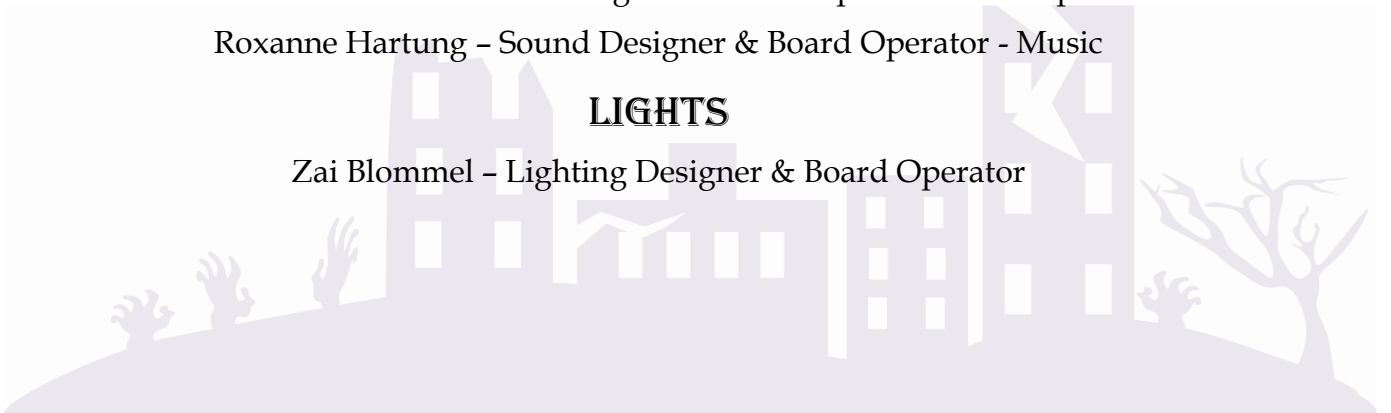 Roxanne Hartung – Sound Designer & Board Operator - Music
LIGHTS
Zai Blommel – Lighting Designer & Board Operator